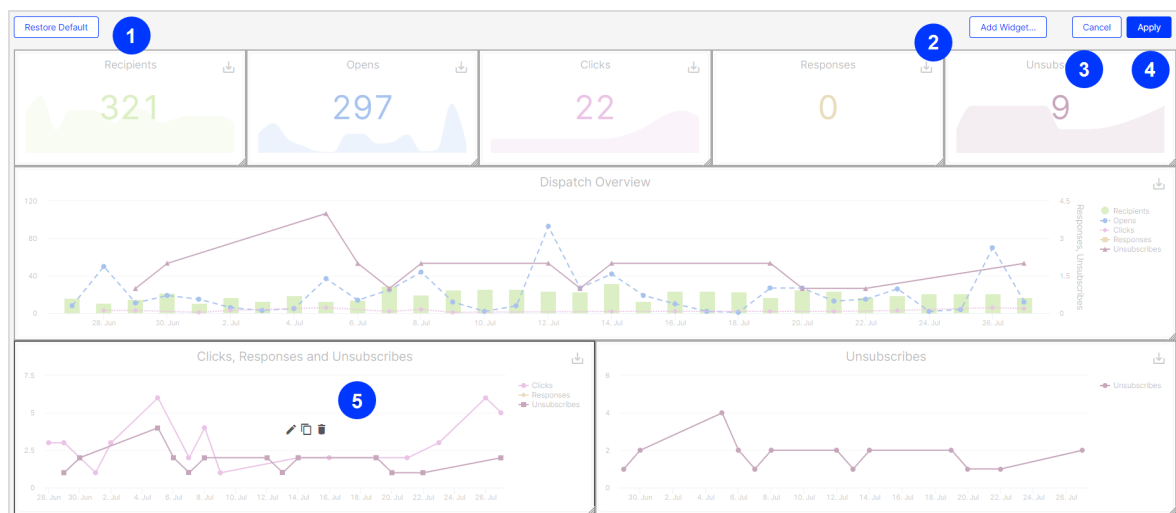 Restore Default
1
2
Add Widget...
Cancel
Apply
3
4
Recipients
Opens
Clicks
Responses
Unsubs
321
297
22
0
9
Dispatch Overview
120
80
40
0
4.5
3
1.5
0
Responses, Unsubscribes
Recipients
Opens
Clicks
Responses
Unsubscribes
28. Jun
30. Jun
2. Jul
4. Jul
6. Jul
8. Jul
10. Jul
12. Jul
14. Jul
16. Jul
18. Jul
20. Jul
22. Jul
24. Jul
26. Jul
Clicks, Responses and Unsubscribes
7.5
5
2.5
0
5
Clicks
Responses
Unsubscribes
28. Jun
30. Jun
2. Jul
4. Jul
6. Jul
8. Jul
10. Jul
12. Jul
14. Jul
16. Jul
18. Jul
20. Jul
22. Jul
24. Jul
26. Jul
Unsubscribes
6
4
2
0
Unsubscribes
30. Jun
2. Jul
4. Jul
6. Jul
8. Jul
10. Jul
12. Jul
14. Jul
16. Jul
18. Jul
20. Jul
22. Jul
24. Jul
26. Jul